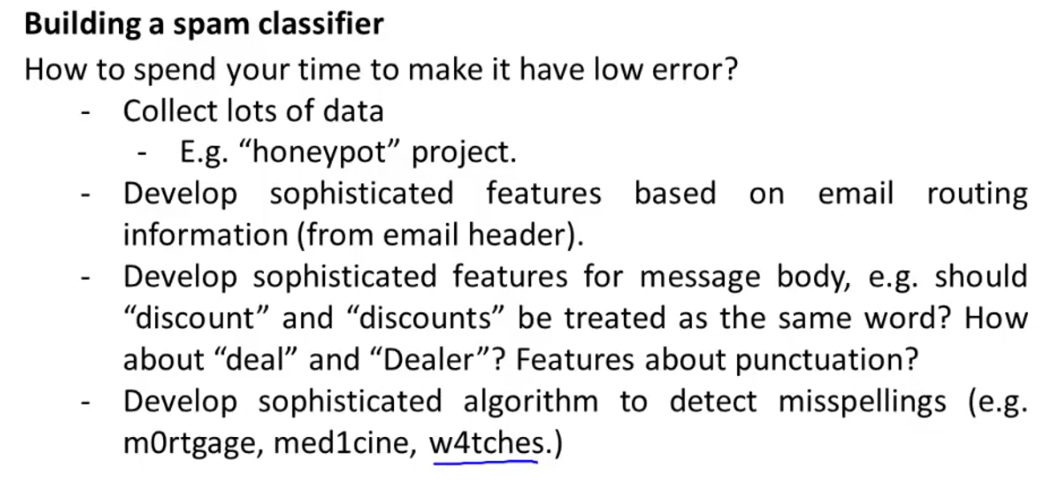 Building a spam classifier
How to spend your time to make it have low error?
- Collect lots of data
- E.g. “honeypot” project.
- Develop sophisticated features based on email routing
information (from email header).
- Develop sophisticated features for message body, e.g. should
“discount” and “discounts” be treated as the same word? How
about “deal” and “Dealer”? Features about punctuation?
- Develop sophisticated algorithm to detect misspellings (e.g.
m0rtgage, med1cine, w4tches.)